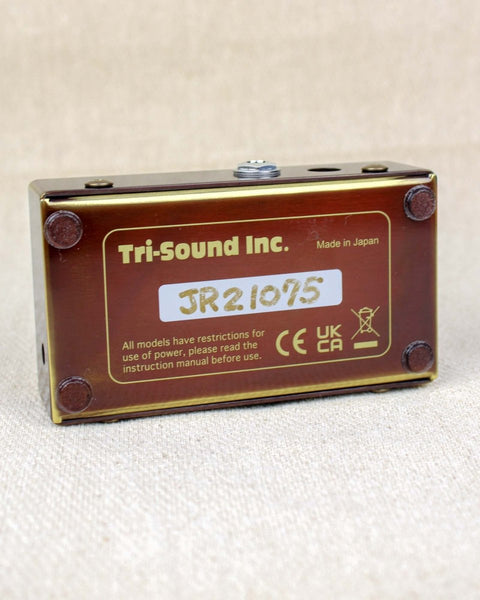 Tri-Sound Inc.
Made in Japan
JR21075
All models have restrictions for
use of power, please read the
instruction manual before use.
CE
UK
CA